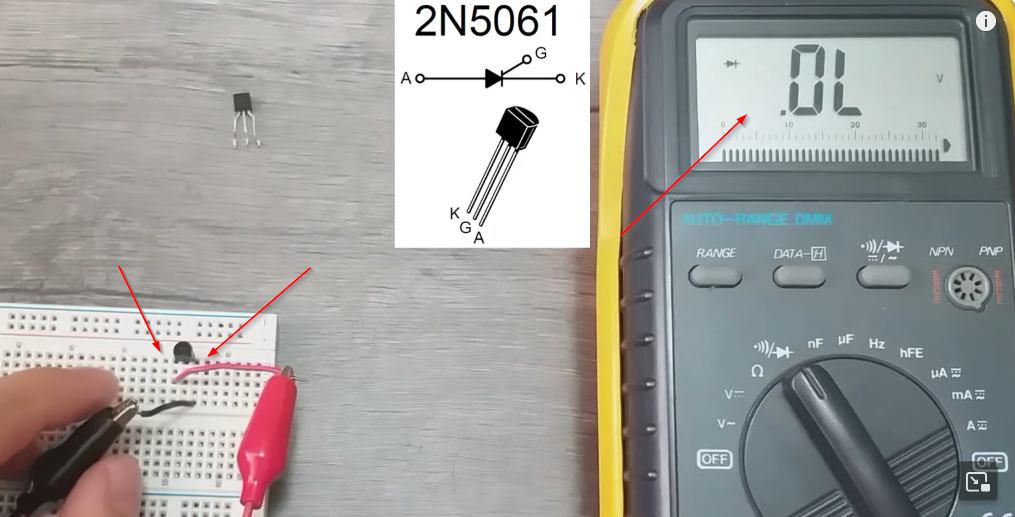 2N5061
G
A
K
K
G
A
.0L
V
0 10 20 30
AUTO-RANGE DMM
RANGE
DATA-H
NPN
PNP
nF
µF
Hz
hFE
Ω
µA
mA
A
V
V~
OFF
OFF